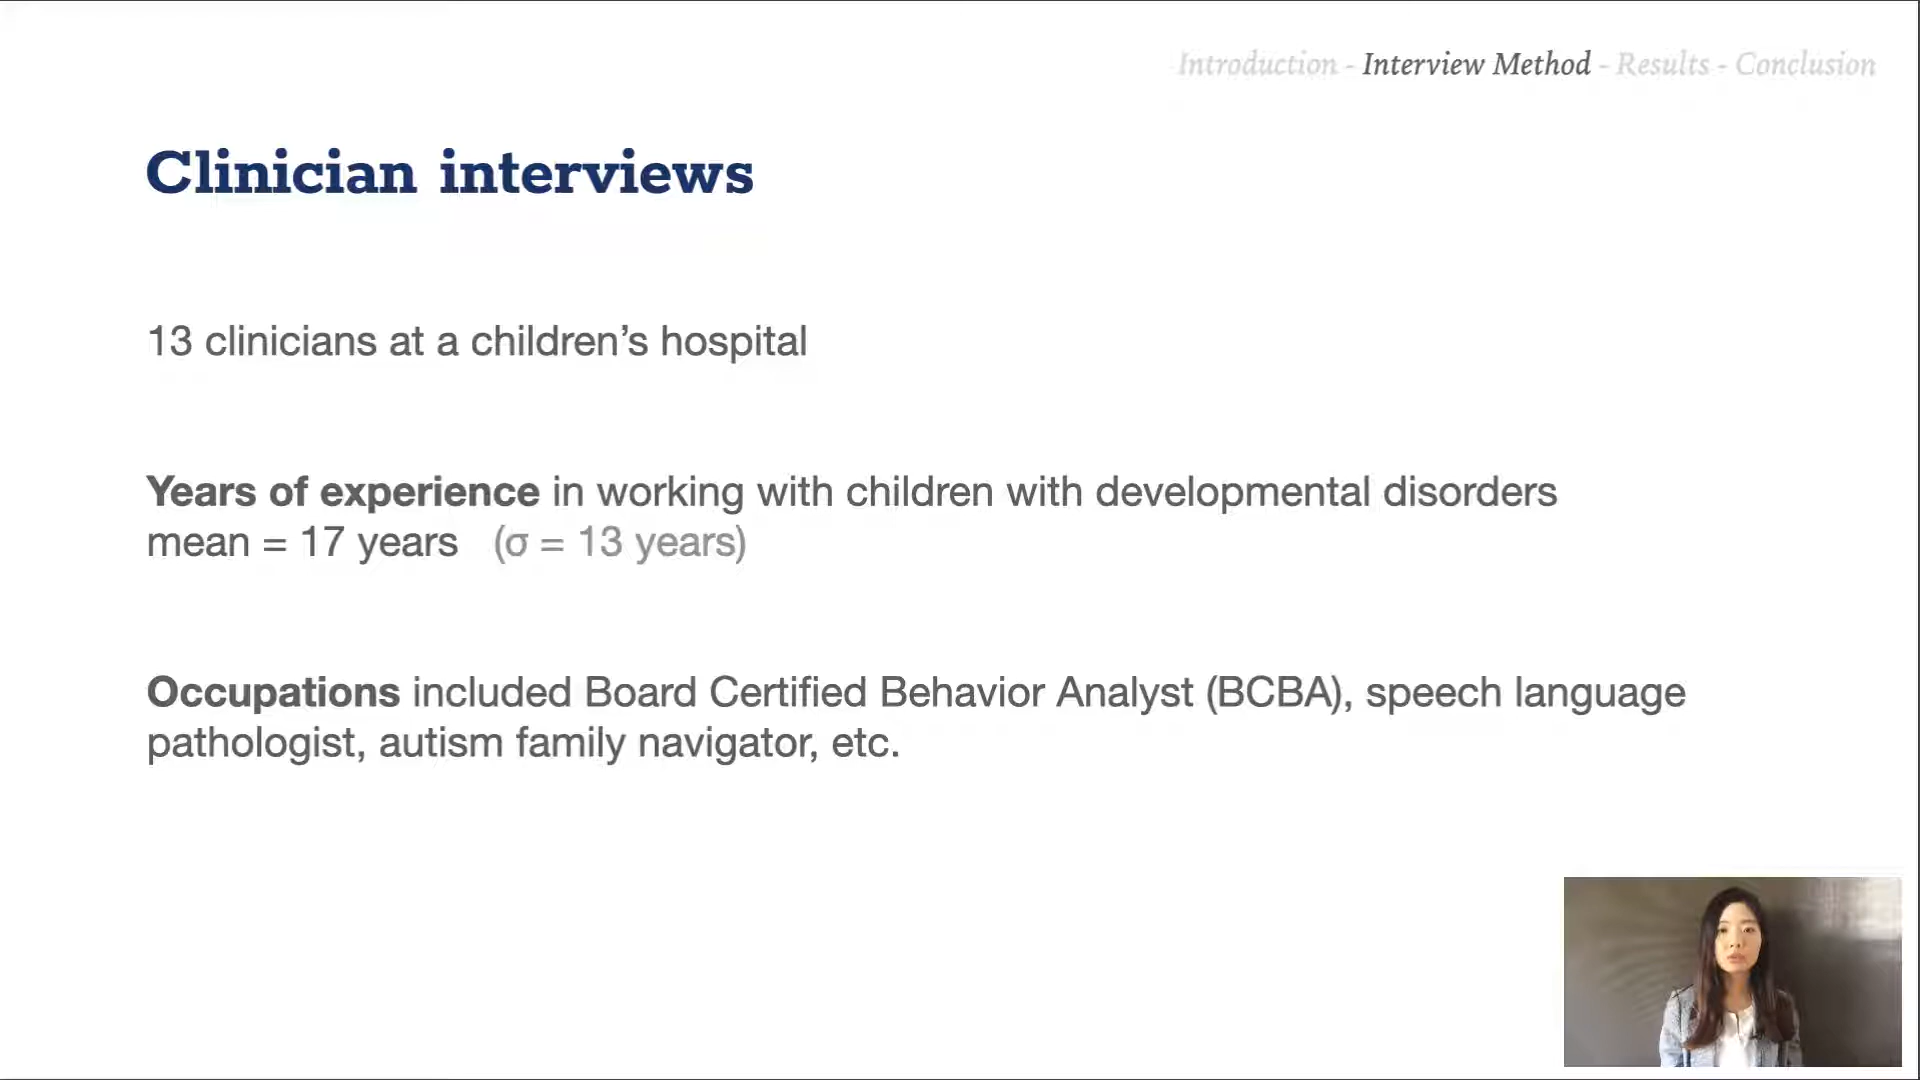 Introduction - Interview Method - Results - Conclusion
Clinician interviews
13 clinicians at a children’s hospital
Years of experience in working with children with developmental disorders
mean = 17 years (σ = 13 years)
Occupations included Board Certified Behavior Analyst (BCBA), speech language
pathologist, autism family navigator, etc.